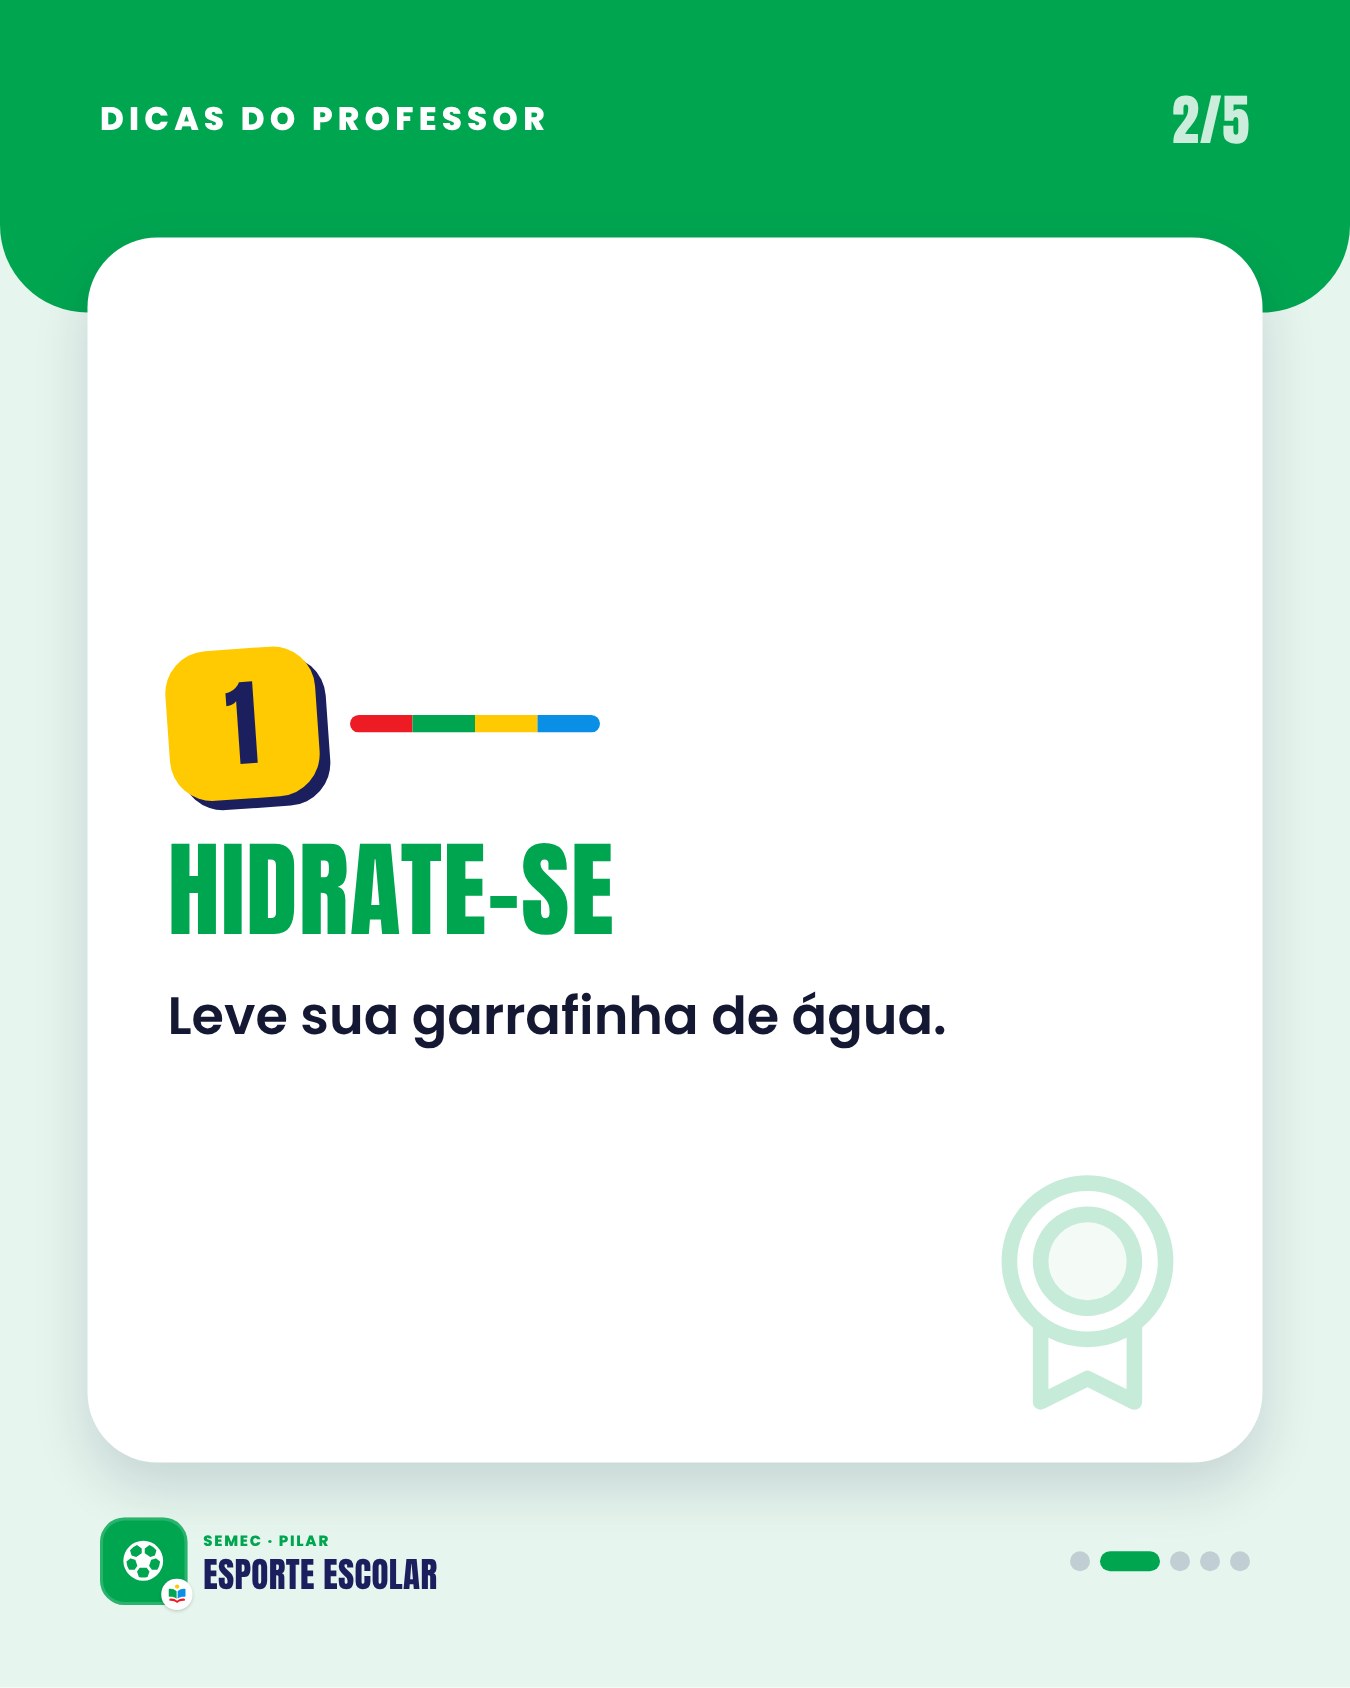 DICAS DO PROFESSOR
2/5
1
HIDRATE-SE
Leve sua garrafinha de água.
SEMEC · PILAR
ESPORTE ESCOLAR